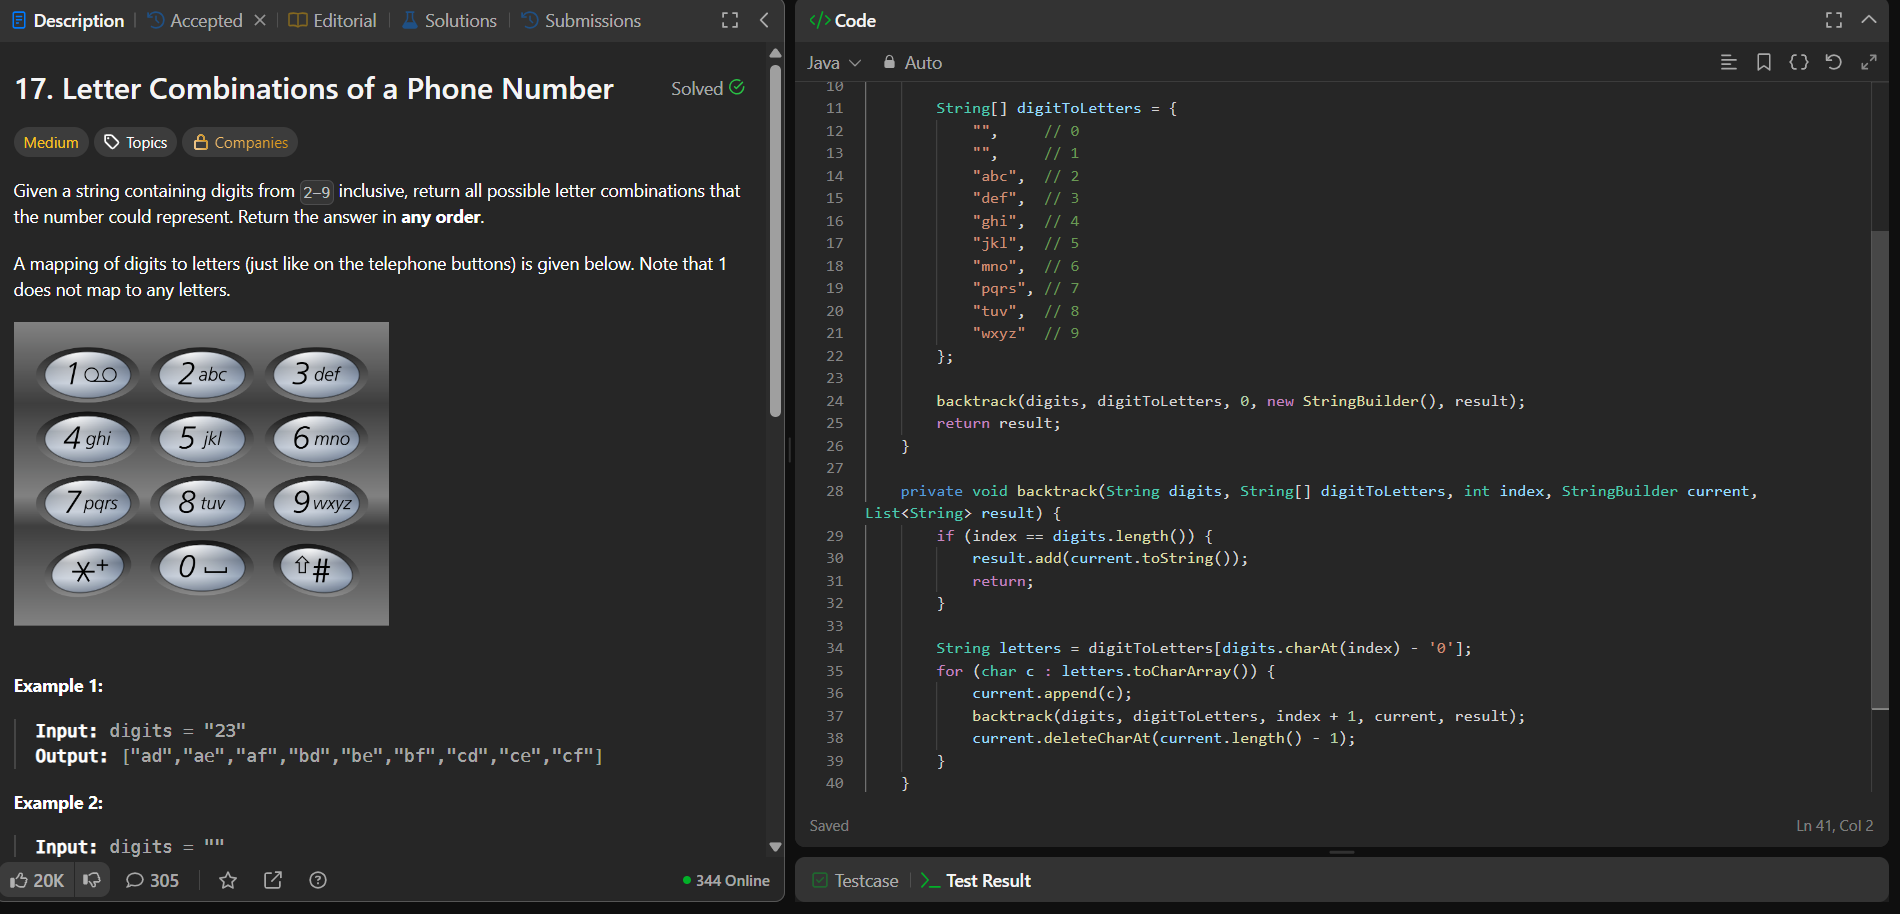 Description
Accepted
Editorial
Solutions
Submissions
17. Letter Combinations of a Phone Number
Solved
Medium
Topics
Companies
Given a string containing digits from 2-9 inclusive, return all possible letter combinations that
the number could represent. Return the answer in any order.
A mapping of digits to letters (just like on the telephone buttons) is given below. Note that 1
does not map to any letters.
1
2 abc
3 def
4 ghi
5 jkl
6 mno
7 pqrs
8 tuv
9 wxyz
*+
0
⇧#
Example 1:
Input: digits = "23"
Output: ["ad","ae","af","bd","be","bf","cd","ce","cf"]
Example 2:
Input: digits = ""
20K
305
344 Online
</> Code
Java
Auto
10
11 String[] digitToLetters = {
12 "", // 0
13 "", // 1
14 "abc", // 2
15 "def", // 3
16 "ghi", // 4
17 "jkl", // 5
18 "mno", // 6
19 "pqrs", // 7
20 "tuv", // 8
21 "wxyz" // 9
22 };
23
24 backtrack(digits, digitToLetters, 0, new StringBuilder(), result);
25 return result;
26 }
27
28 private void backtrack(String digits, String[] digitToLetters, int index, StringBuilder current,
List<String> result) {
29 if (index == digits.length()) {
30 result.add(current.toString());
31 return;
32 }
33
34 String letters = digitToLetters[digits.charAt(index) - '0'];
35 for (char c : letters.toCharArray()) {
36 current.append(c);
37 backtrack(digits, digitToLetters, index + 1, current, result);
38 current.deleteCharAt(current.length() - 1);
39 }
40 }
Saved
Ln 41, Col 2
Testcase
Test Result